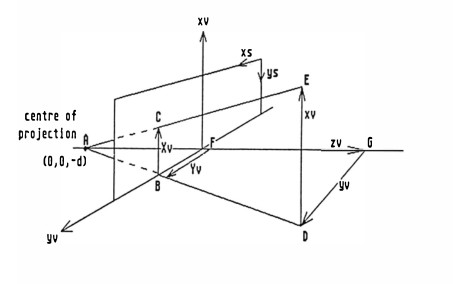 xv
xs
ys
E
centre of
projection
C
xv
A
Xv
F
zv
G
(0,0,-d)
Yv
yv
B
yv
D